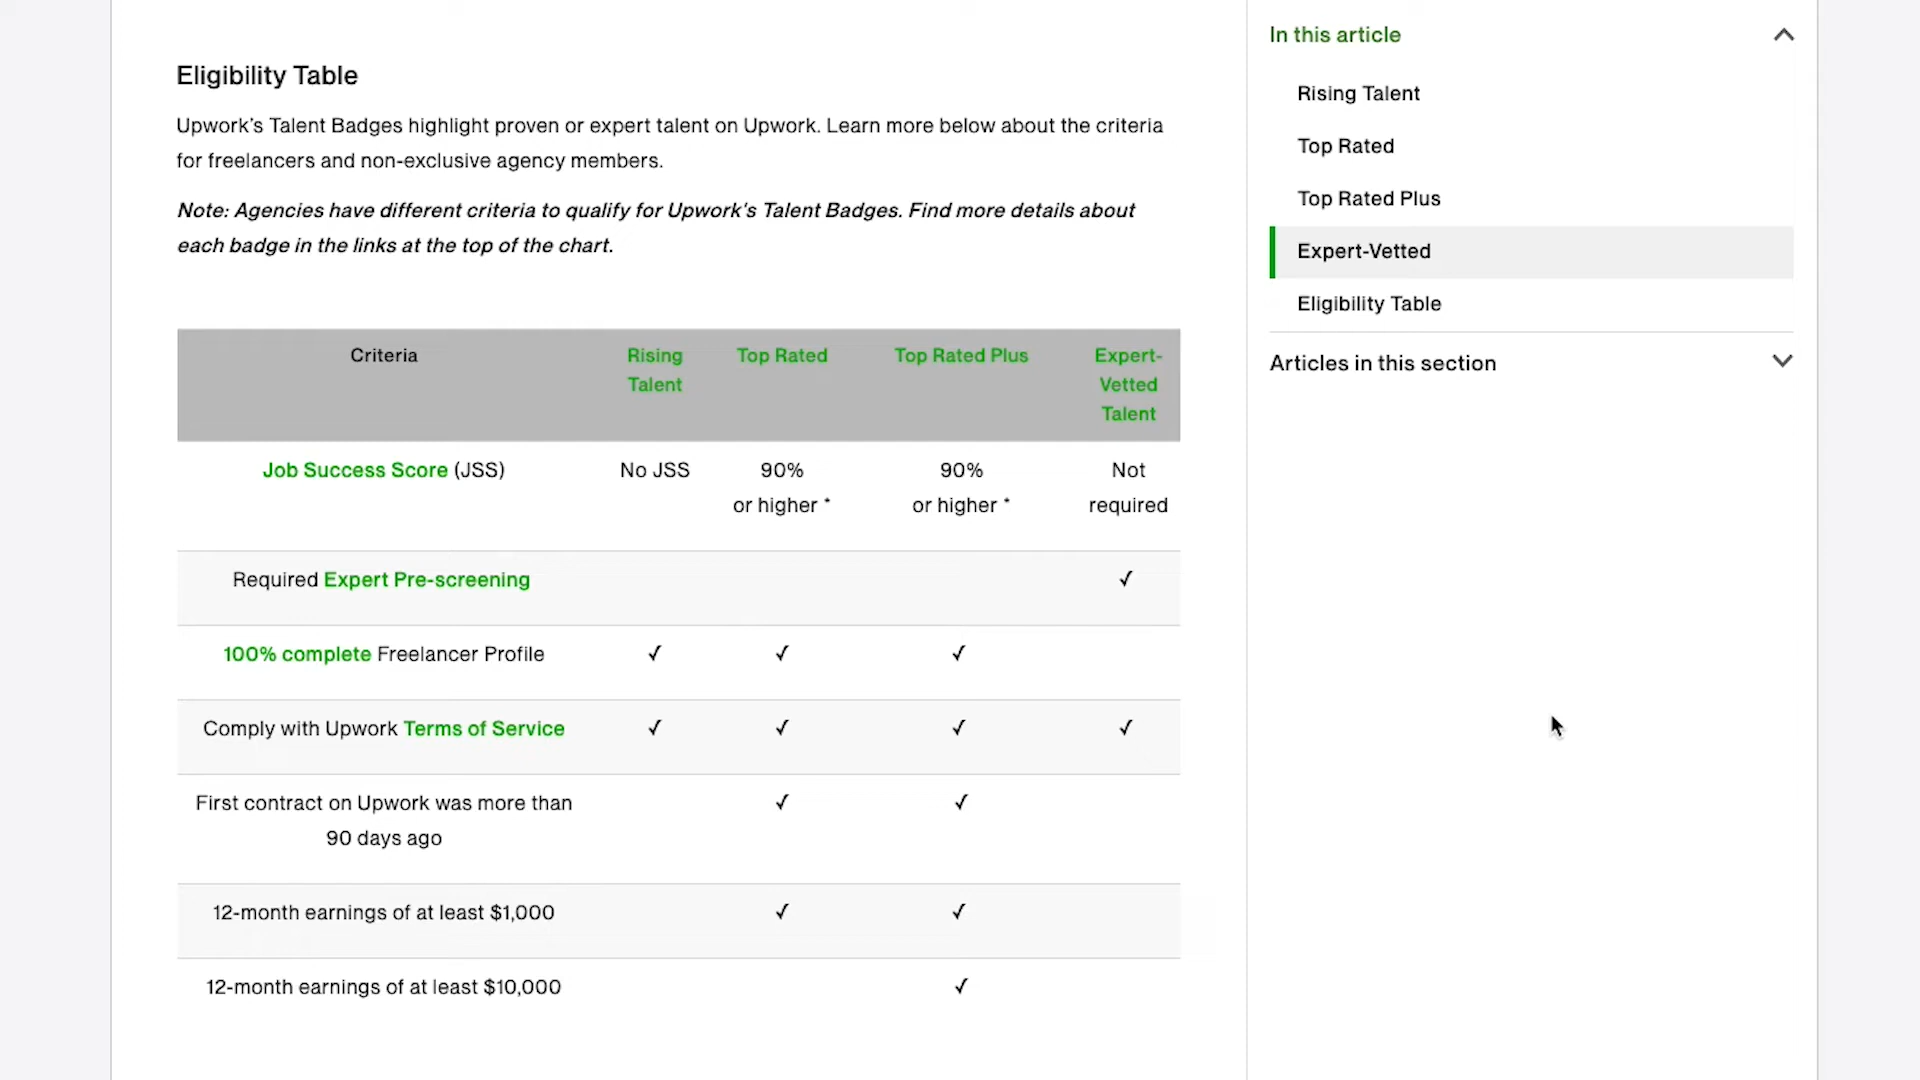 Eligibility Table
Upwork's Talent Badges highlight proven or expert talent on Upwork. Learn more below about the criteria
for freelancers and non-exclusive agency members.
Note: Agencies have different criteria to qualify for Upwork's Talent Badges. Find more details about
each badge in the links at the top of the chart.
Criteria Rising Top Rated Top Rated Plus Expert-
Talent Vetted
Talent
Job Success Score (JSS) No JSS 90% 90% Not
or higher * or higher * required
Required Expert Pre-screening ✓
100% complete Freelancer Profile ✓ ✓ ✓
Comply with Upwork Terms of Service ✓ ✓ ✓ ✓
First contract on Upwork was more than ✓ ✓
90 days ago
12-month earnings of at least $1,000 ✓ ✓
12-month earnings of at least $10,000 ✓
In this article
Rising Talent
Top Rated
Top Rated Plus
Expert-Vetted
Eligibility Table
Articles in this section